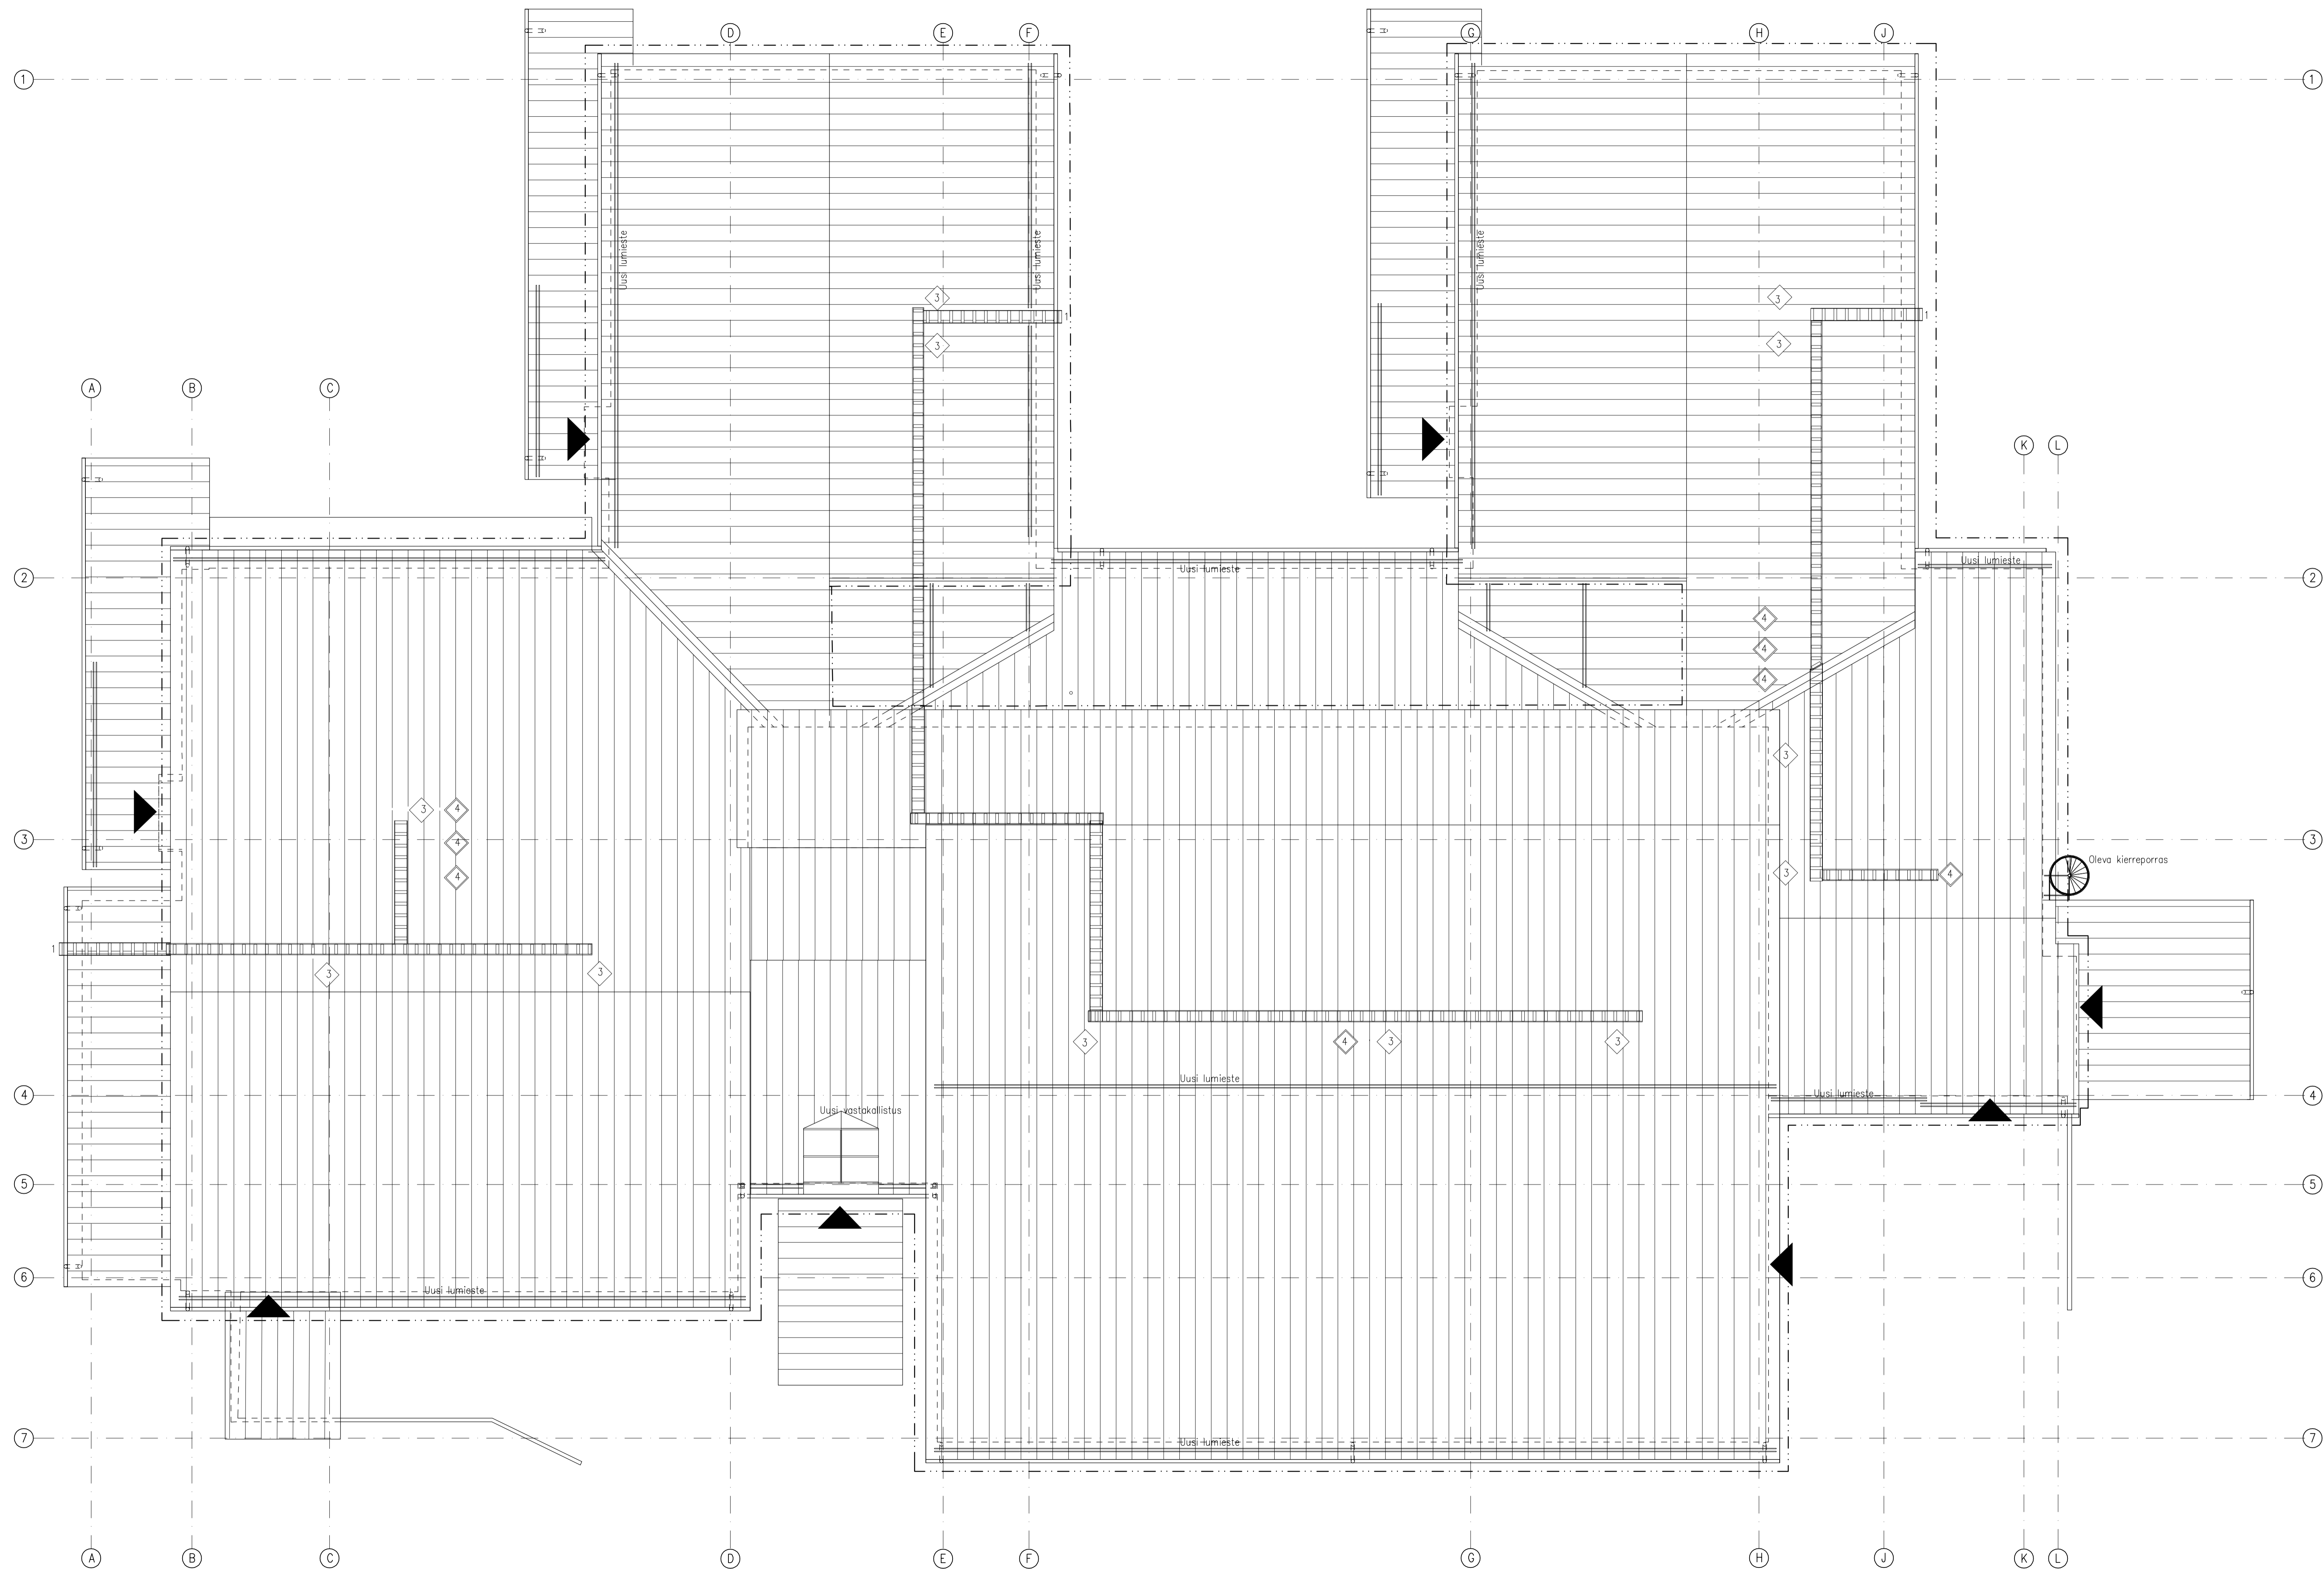 D E F G H J
1 1
Uusi lumieste
Uusi lumieste
Uusi lumieste
3 3
1 1
3 3
A B C
K L
2 2
Uusi lumieste
Uusi lumieste
4
4
4
3
3 4
4
4
3 3
Oleva kierreporras
3
4
1
3
3
3
4
3
3
Uusi lumieste
Uusi lumieste
4 4
Uusi vastakallistus
5 5
6 6
Uusi lumieste
7 7
Uusi lumieste
A B C D E F G H J K L